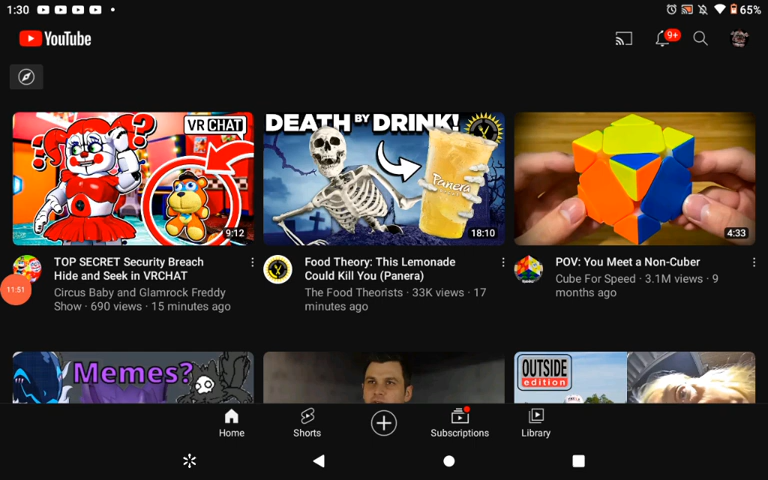 1:30
65%
YouTube
9+
VRCHAT
9:12
DEATH BY DRINK!
Panera
18:10
4:33
TOP SECRET Security Breach
Hide and Seek in VRCHAT
Circus Baby and Glamrock Freddy
Show · 690 views · 15 minutes ago
Food Theory: This Lemonade
Could Kill You (Panera)
The Food Theorists · 33K views · 17
minutes ago
POV: You Meet a Non-Cuber
Cube For Speed · 3.1M views · 9
months ago
11:51
Memes?
OUTSIDE
edition
Home
Shorts
Subscriptions
Library